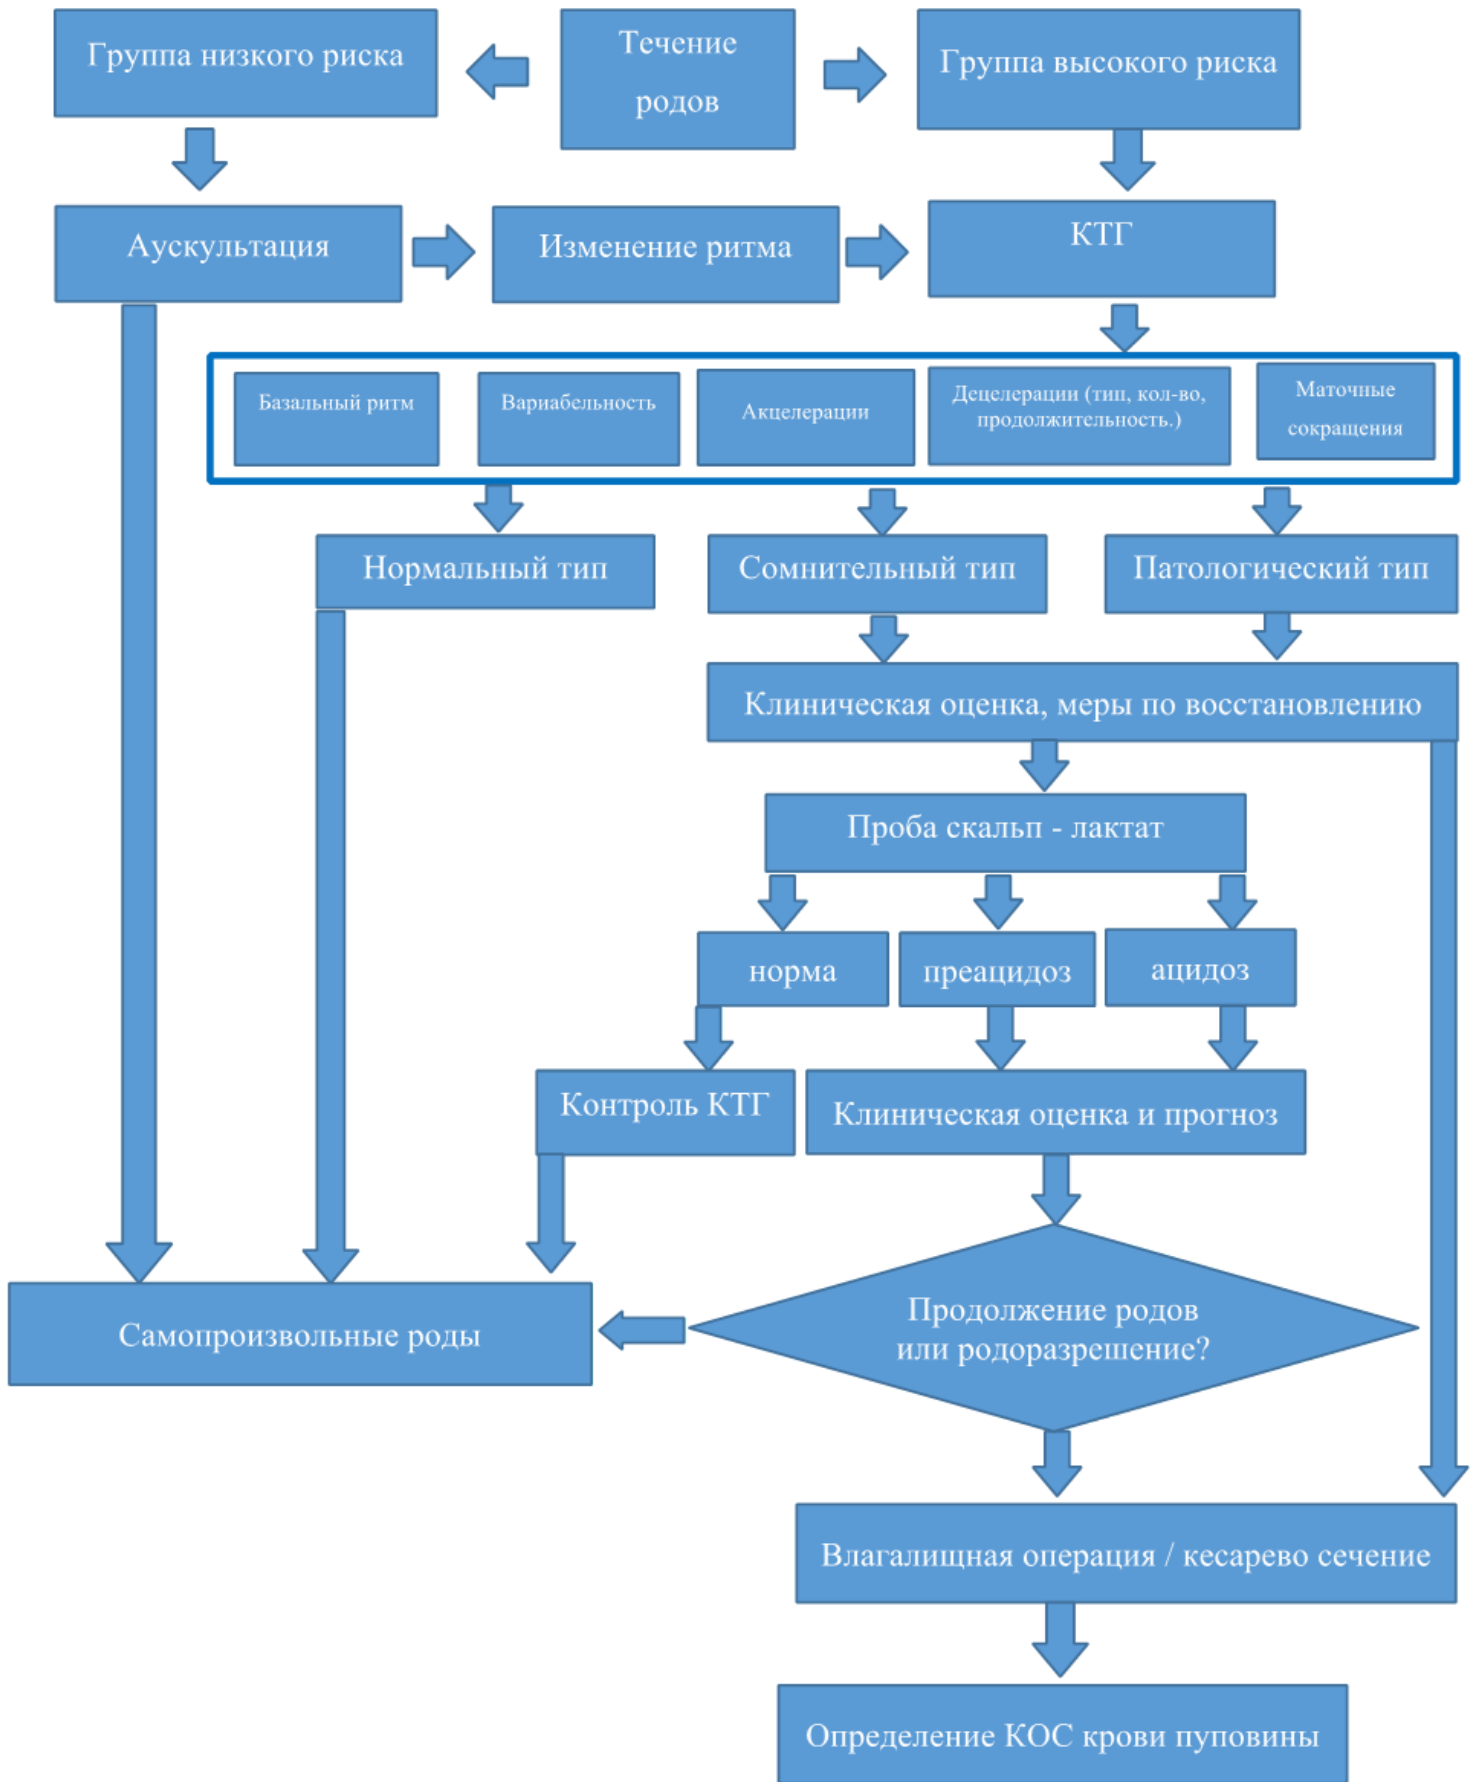 Группа низкого риска
Течение
родов
Группа высокого риска
Аускультация
Изменение ритма
КТГ
Базальный ритм
Вариабельность
Акцелерации
Децелерации (тип, кол-во,
продолжительность.)
Маточные
сокращения
Нормальный тип
Сомнительный тип
Патологический тип
Клиническая оценка, меры по восстановлению
Проба скальп - лактат
норма
преацидоз
ацидоз
Контроль КТГ
Клиническая оценка и прогноз
Продолжение родов
или родоразрешение?
Самопроизвольные роды
Влагалищная операция / кесарево сечение
Определение КОС крови пуповины